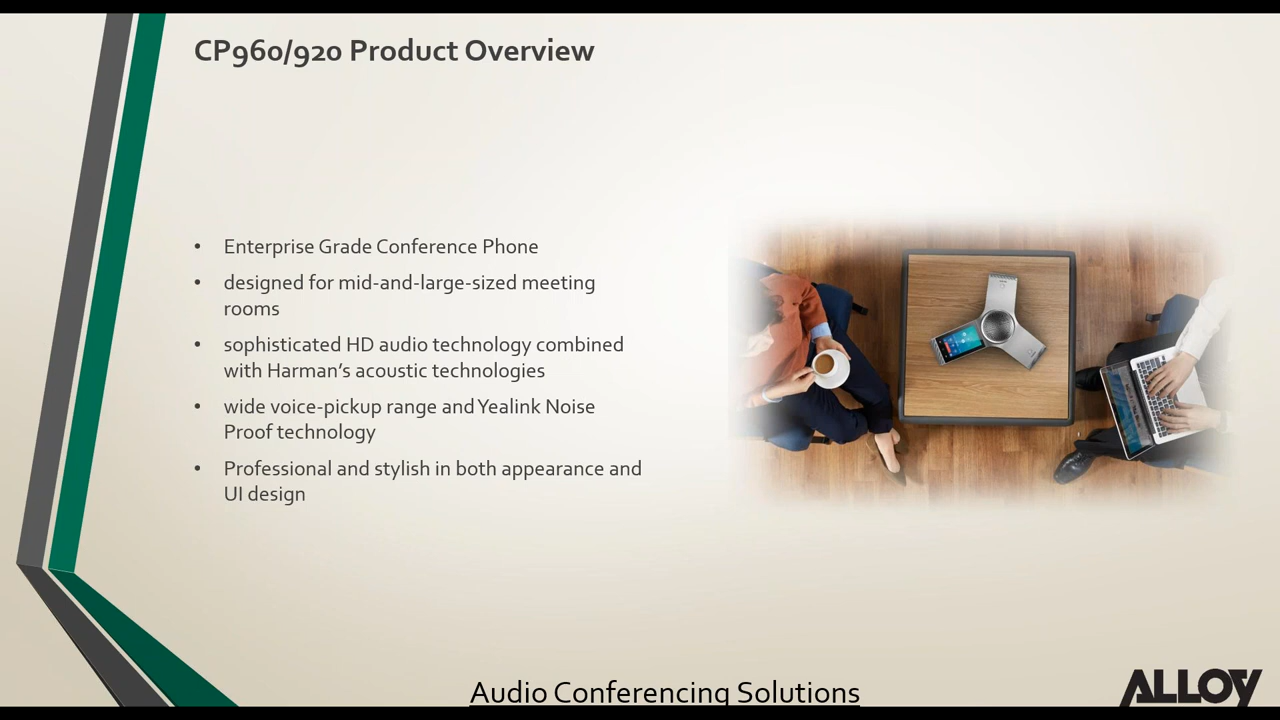 CP960/920 Product Overview
• Enterprise Grade Conference Phone
• designed for mid-and-large-sized meeting
rooms
• sophisticated HD audio technology combined
with Harman’s acoustic technologies
• wide voice-pickup range and Yealink Noise
Proof technology
• Professional and stylish in both appearance and
UI design
Audio Conferencing Solutions
ALLOY